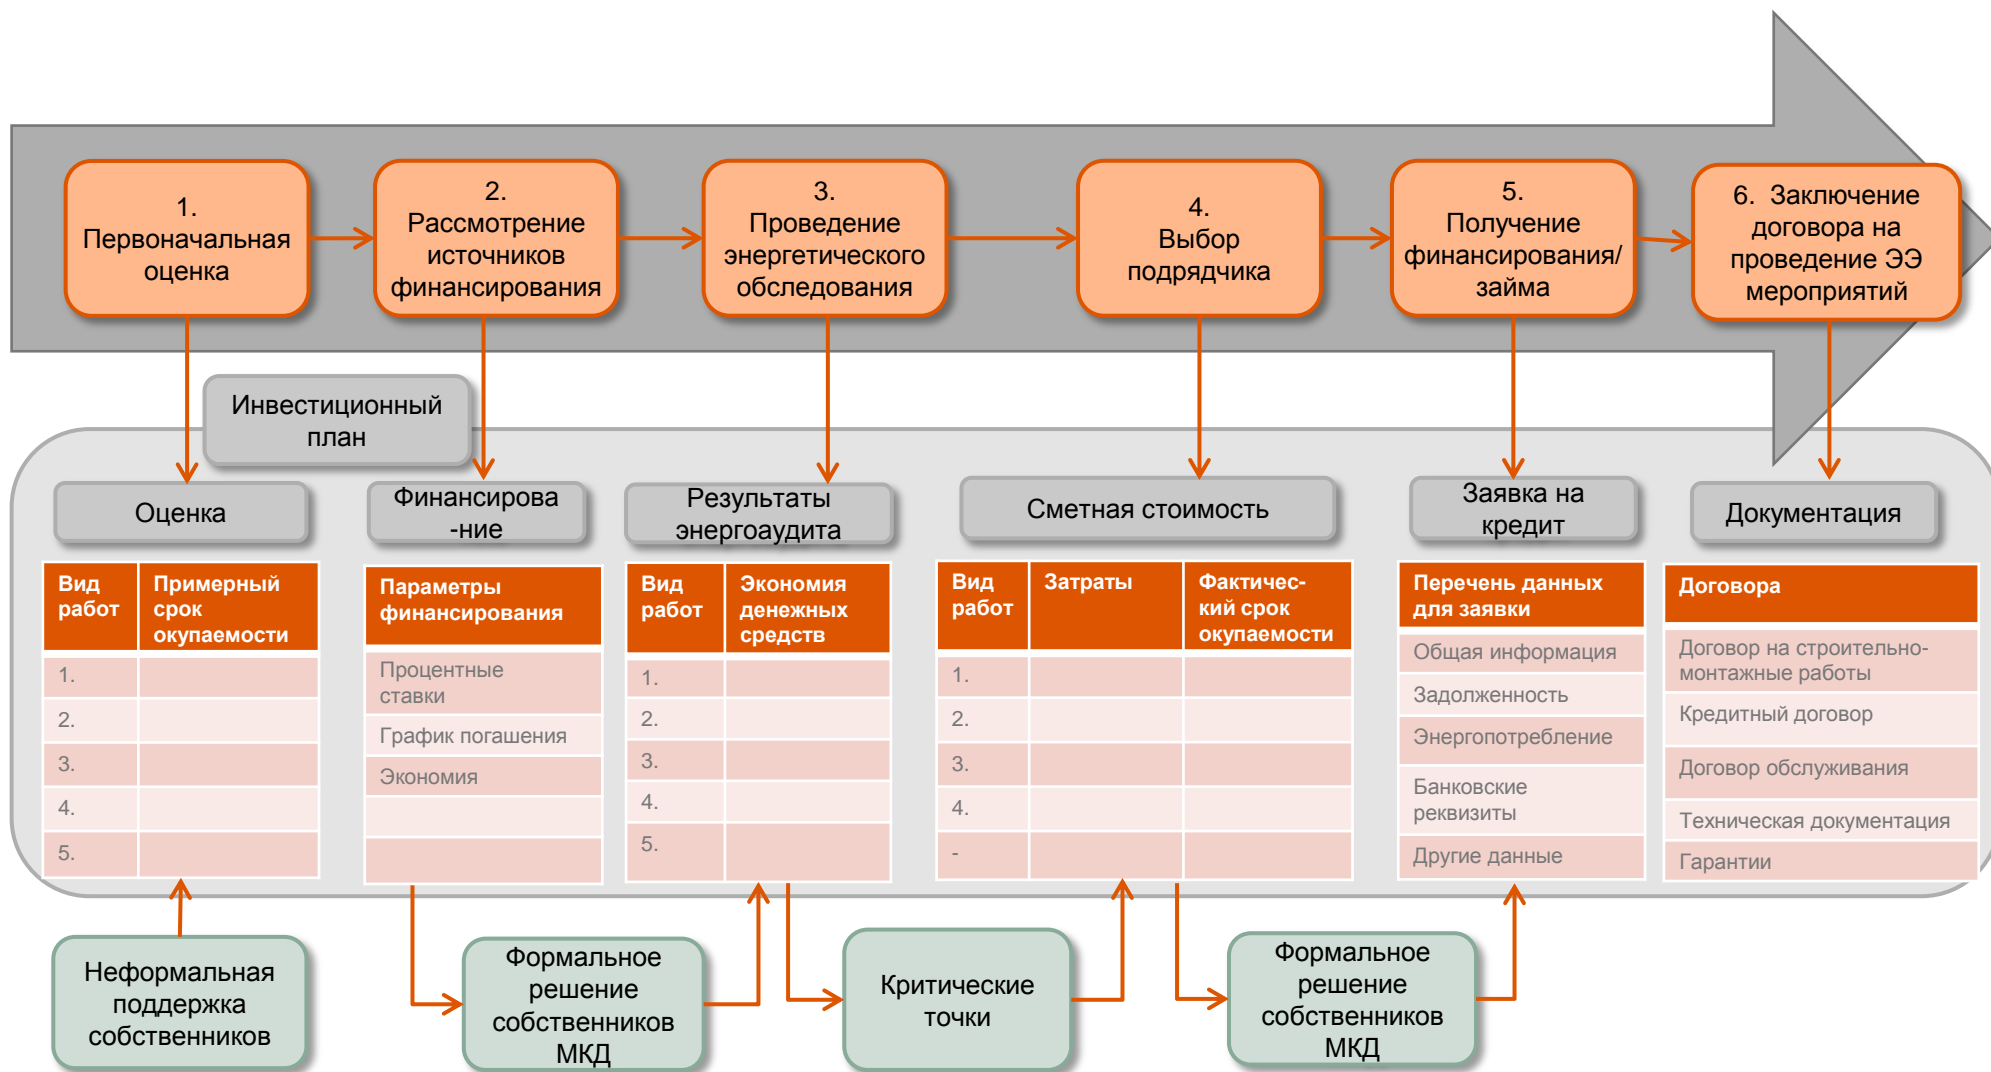 1.
Первоначальная
оценка
2.
Рассмотрение
источников
финансирования
3.
Проведение
энергетического
обследования
4.
Выбор
подрядчика
5.
Получение
финансирования/
займа
6. Заключение
договора на
проведение ЭЭ
мероприятий
Инвестиционный
план
Оценка
Вид
работ
Примерный
срок
окупаемости
1.
2.
3.
4.
5.
Финансирова
-ние
Параметры
финансирования
Процентные
ставки
График погашения
Экономия
Результаты
энергоаудита
Вид
работ
Экономия
денежных
средств
1.
2.
3.
4.
5.
Сметная стоимость
Вид
работ
Затраты
Фактичес-
кий срок
окупаемости
1.
2.
3.
4.
-
Заявка на
кредит
Перечень данных
для заявки
Общая информация
Задолженность
Энергопотребление
Банковские
реквизиты
Другие данные
Документация
Договора
Договор на строительно-
монтажные работы
Кредитный договор
Договор обслуживания
Техническая документация
Гарантии
Неформальная
поддержка
собственников
Формальное
решение
собственников
МКД
Критические
точки
Формальное
решение
собственников
МКД